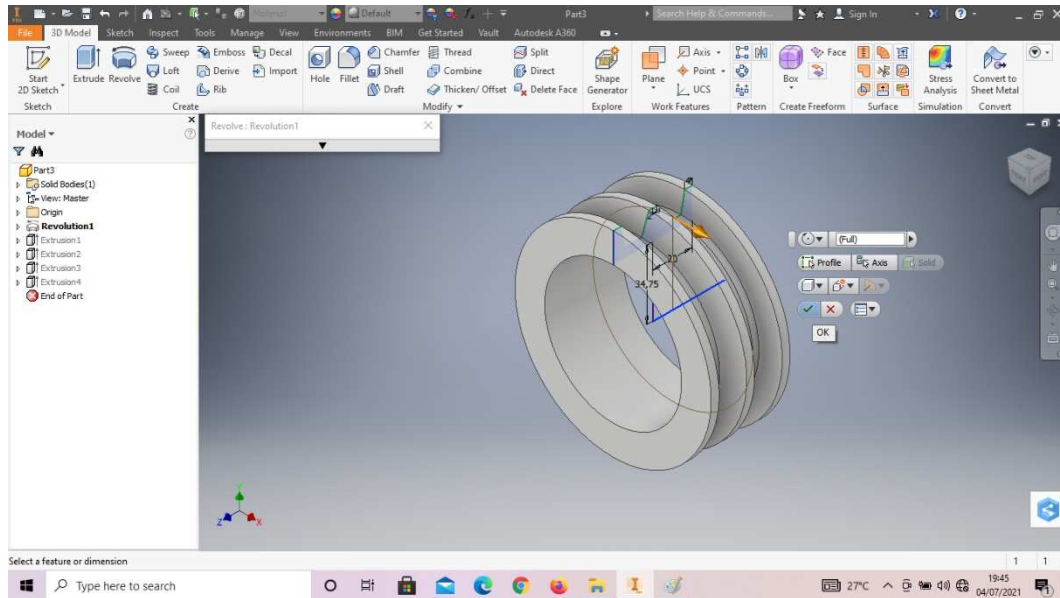 Material
Default
Part3
Search Help & Commands...
Sign In
File 3D Model Sketch Inspect Tools Manage View Environments BIM Get Started Vault Autodesk A360
Start
2D Sketch
Extrude
Revolve
Sweep
Loft
Coil
Emboss
Derive
Rib
Decal
Import
Hole
Fillet
Chamfer
Shell
Draft
Thread
Combine
Thicken/ Offset
Split
Direct
Delete Face
Shape
Generator
Plane
Axis
Point
UCS
Box
Face
Stress
Analysis
Convert to
Sheet Metal
Sketch Create Modify Explore Work Features Pattern Create Freeform Surface Simulation Convert
Model
Part3
Solid Bodies(1)
View: Master
Origin
Revolution1
Extrusion1
Extrusion2
Extrusion3
Extrusion4
End of Part
Revolve : Revolution1
20
34,75
(Full)
Profile Axis Solid
OK
Y
Z X
Select a feature or dimension
1 1
Type here to search
27°C
19:45
04/07/2021